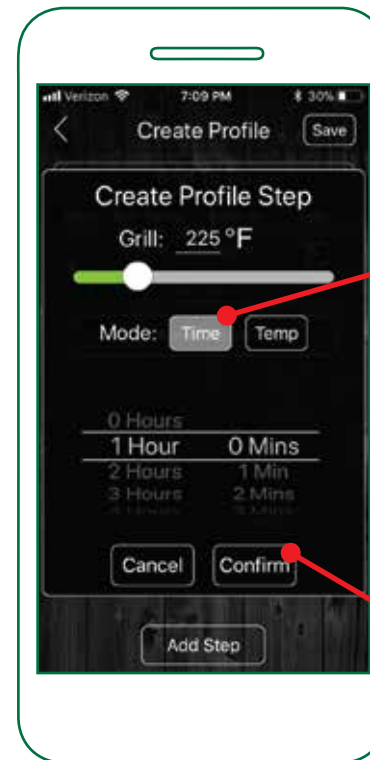 Verizon 7:09 PM 30%
Create Profile Save
Create Profile Step
Grill: 225 °F
Mode: Time Temp
0 Hours
1 Hour 0 Mins
2 Hours 1 Min
3 Hours 2 Mins
Cancel Confirm
Add Step